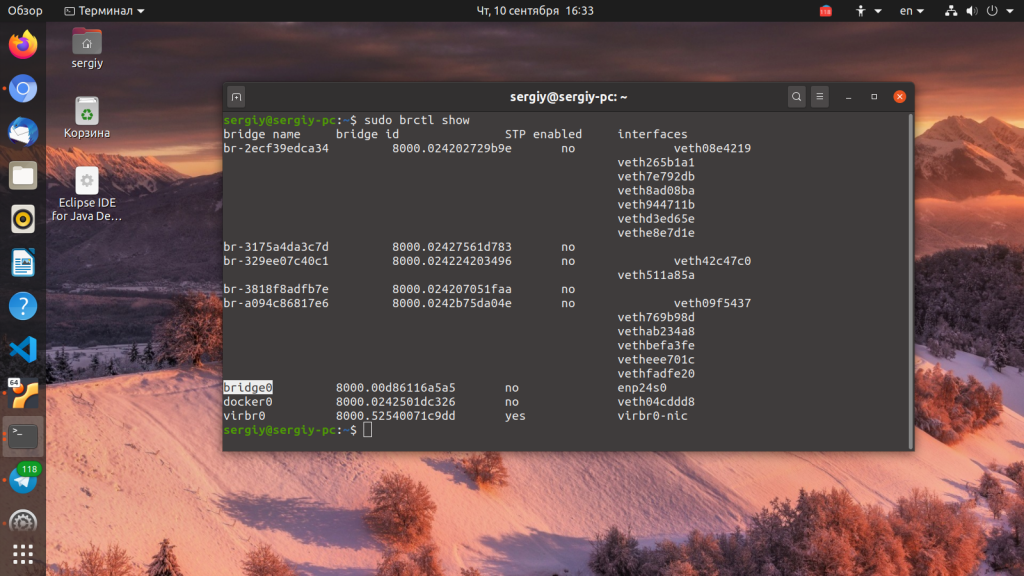 Обзор Терминал Чт, 10 сентября 16:33 118 en
sergiy
Корзина
Eclipse IDE
for Java De...
sergiy@sergiy-pc: ~
sergiy@sergiy-pc:~$ sudo brctl show
bridge name bridge id STP enabled interfaces
br-2ecf39edca34 8000.024202729b9e no veth08e4219
veth265b1a1
veth7e792db
veth8ad08ba
veth944711b
vethd3ed65e
vethe8e7d1e
br-3175a4da3c7d 8000.02427561d783 no
br-329ee07c40c1 8000.024224203496 no veth42c47c0
veth511a85a
br-3818f8adfb7e 8000.024207051faa no
br-a094c86817e6 8000.0242b75da04e no veth09f5437
veth769b98d
vethab234a8
vethbefa3fe
vetheee701c
vethfadfe20
bridge0 8000.00d86116a5a5 no enp24s0
docker0 8000.0242501dc326 no veth04cddd8
virbr0 8000.52540071c9dd yes virbr0-nic
sergiy@sergiy-pc:~$
64
118